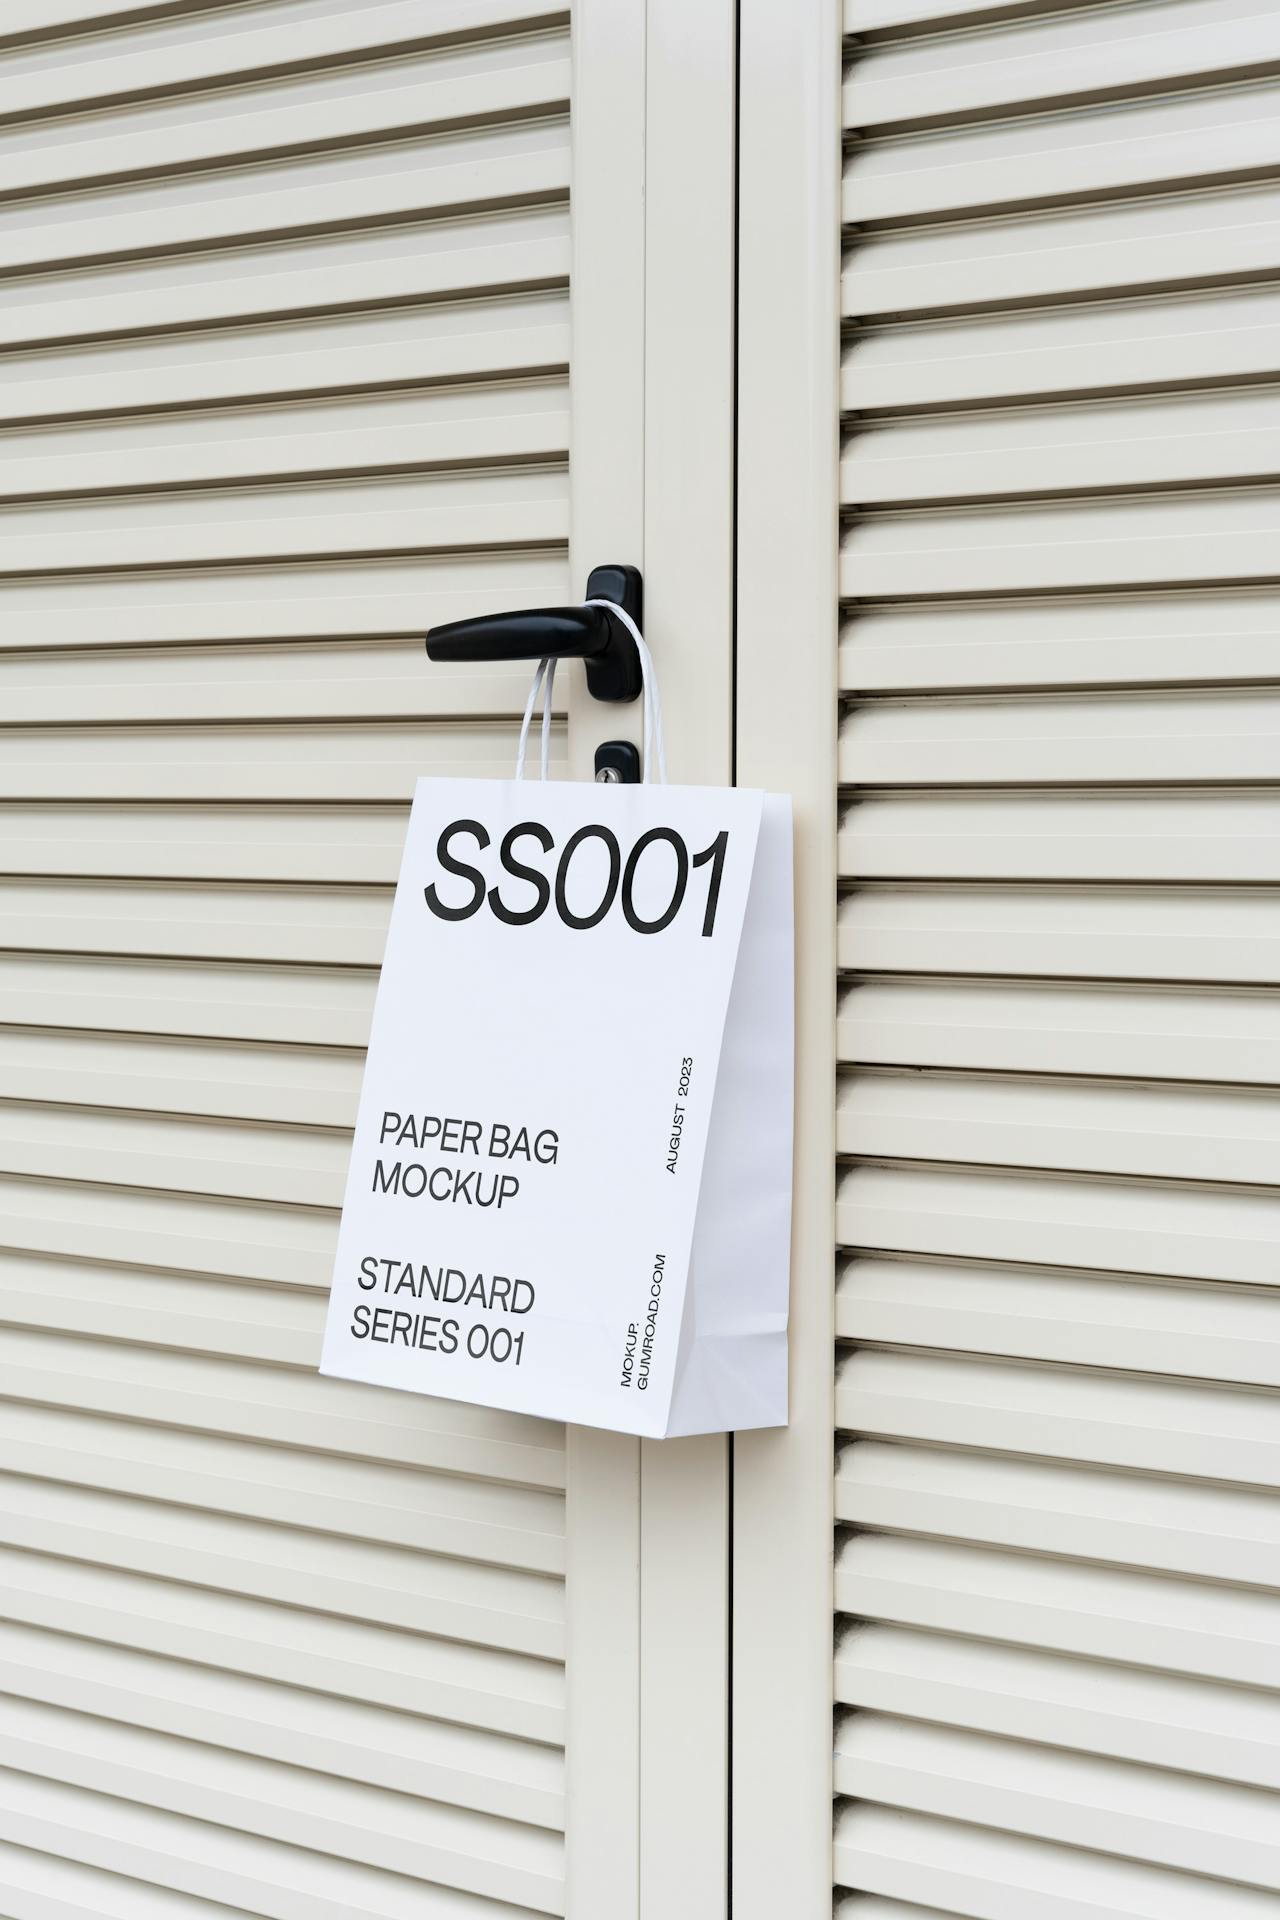 SS001
AUGUST 2023
PAPER BAG
MOCKUP
STANDARD
SERIES 001
MOKUP.
GUMROAD.COM